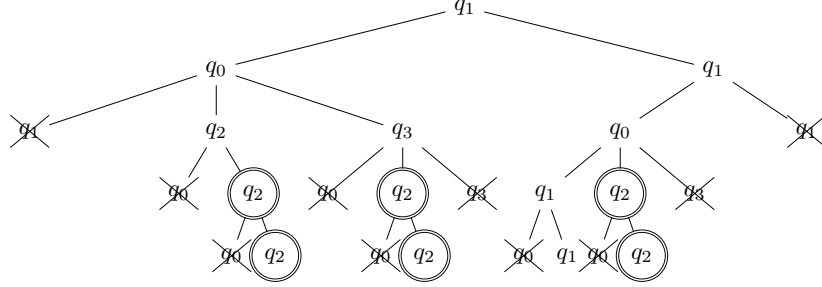 q₁
q₀ q₁
q₁ q₂ q₃ q₀ q₁
q₀ q₂ q₀ q₂ q₃ q₁ q₂ q₃
q₀ q₂ q₀ q₂ q₀ q₁ q₀ q₂